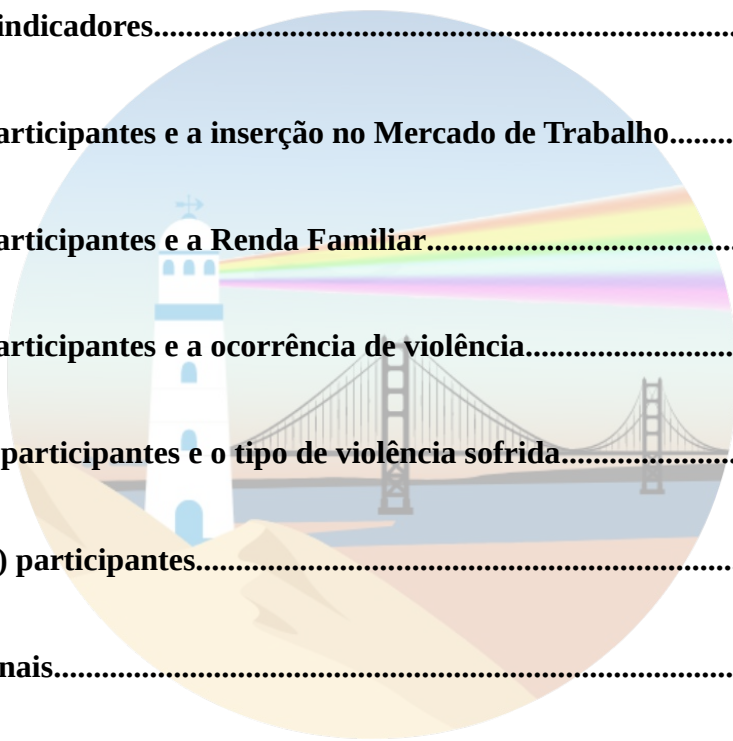 indicadores................................................................................
articipantes e a inserção no Mercado de Trabalho........
articipantes e a Renda Familiar.....................................
articipantes e a ocorrência de violência.........................
participantes e o tipo de violência sofrida.....................
) participantes.................................................................
nais..................................................................................